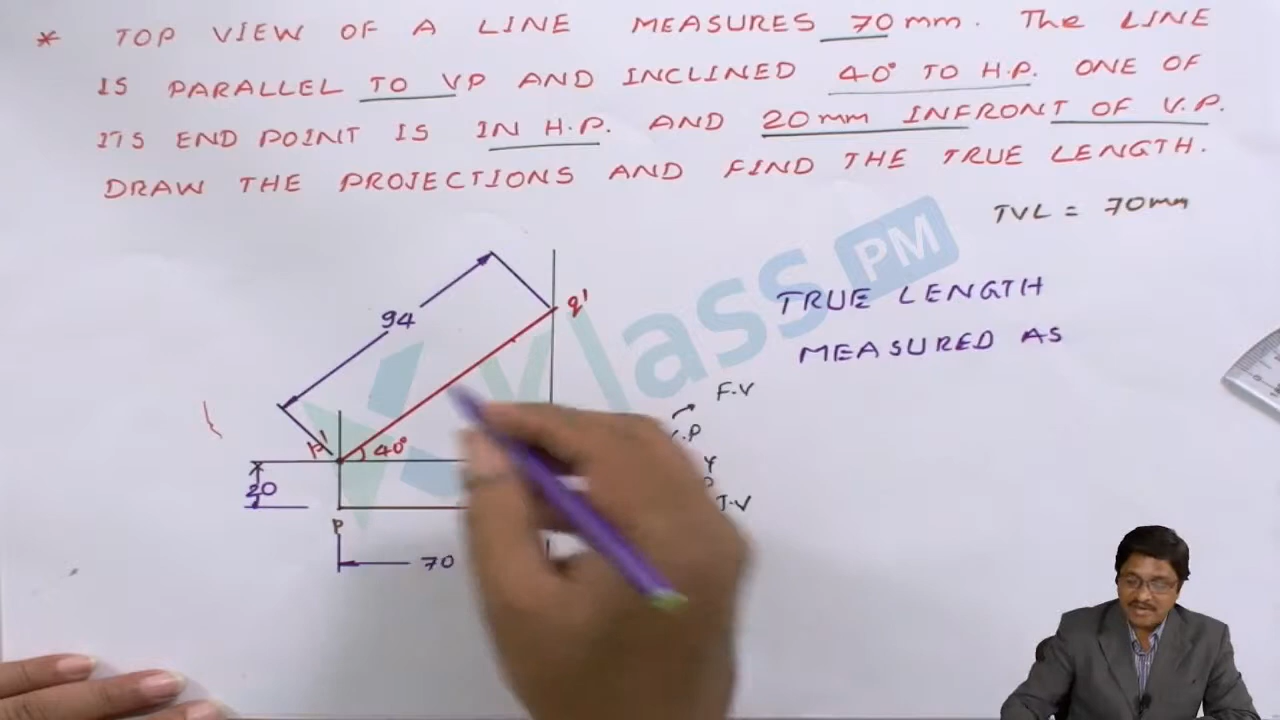 * TOP VIEW OF A LINE MEASURES 70 mm. The LINE
IS PARALLEL TO VP AND INCLINED 40° TO H.P. ONE OF
ITS END POINT IS IN H.P. AND 20 mm INFRONT OF V.P.
DRAW THE PROJECTIONS AND FIND THE TRUE LENGTH.
TVL = 70mm
PM
lass
TRUE LENGTH
MEASURED AS
q'
94
F.V
p' 40°
.P
Y
20
T.V
P
70